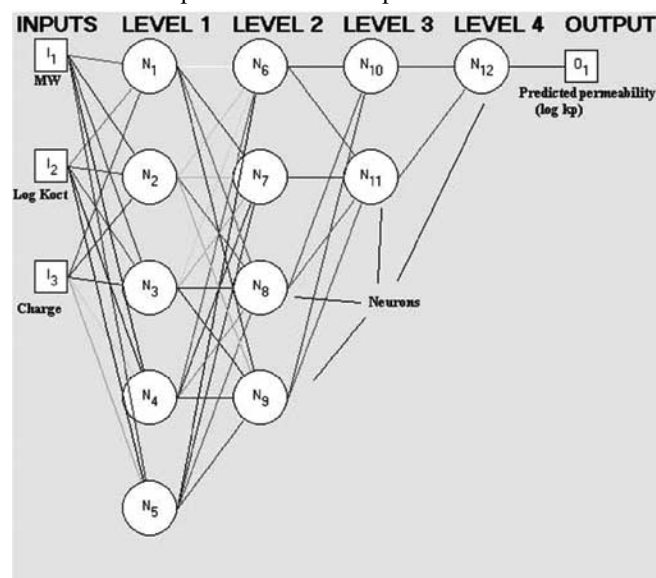 INPUTS LEVEL 1 LEVEL 2 LEVEL 3 LEVEL 4 OUTPUT
I1 N1 N6 N10 N12 O1
MW
Predicted permeability
(log kp)
I2 N2 N7 N11
Log Koct
I3 N3 N8
Charge
Neurons
N4 N9
N5